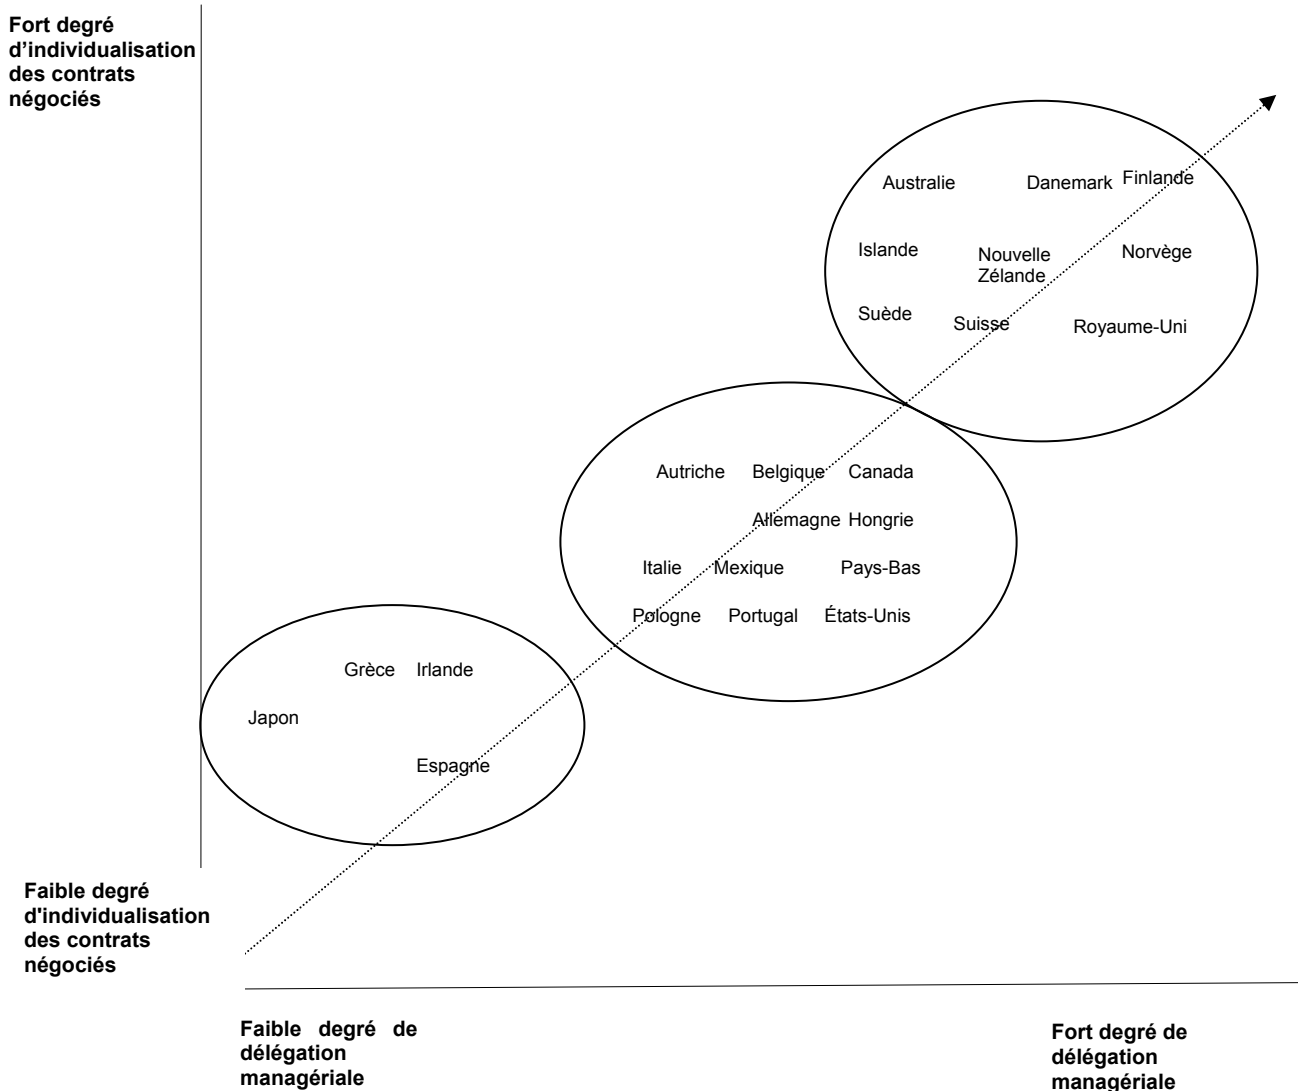 Fort degré
d’individualisation
des contrats
négociés
Australie Danemark Finlande
Islande Nouvelle Norvège
Zélande
Suède Suisse Royaume-Uni
Autriche Belgique Canada
Allemagne Hongrie
Italie Mexique Pays-Bas
Pologne Portugal États-Unis
Grèce Irlande
Japon
Espagne
Faible degré
d'individualisation
des contrats
négociés
Faible degré de
délégation
managériale
Fort degré de
délégation
managériale